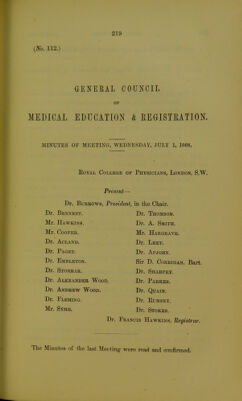 219
(No. 112.)
GENERAL COUNCIL
OF
MEDICAL EDUCATION & REGISTRATION.
MINUTES OF MEETING, WEDNESDAY, JULY 1, 1868.
ROYAL COLLEGE OF PHYSICIANS, LONDON, S.W.
Present—
Dr. BURROWS, President, in the Chair.
Dr. BENNETT. Dr. THOMSON.
Mr. HAWKINS. Dr. A. SMITH.
Mr. COOPER. Mr. HARGRAVE.
Dr. ACLAND. Dr. LEET.
Dr. PAGET. Dr. APJOHN.
Dr. EMBLETON. Sir D. CORRIGAN, Bart.
Dr. STORRAR. Dr. SHARPEY.
Dr. ALEXANDER WOOD. Dr. PARKES.
Dr. ANDREW WOOD. Dr. QUAIN.
Dr. FLEMING. Dr. RUMSEY.
Mr. SYME. Dr. STOKES.
Dr. FRANCIS HAWKINS, Registrar.
The Minutes of the last Meeting were read and confirmed.